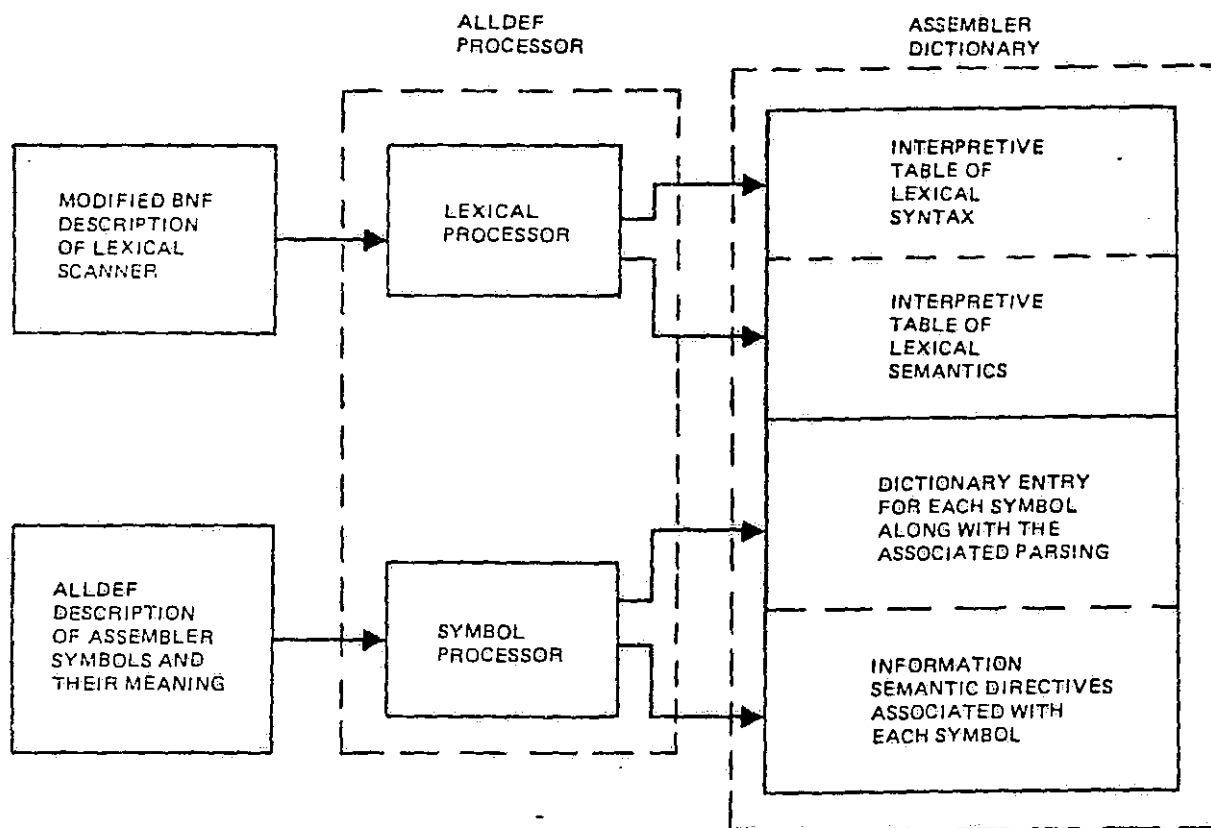 ALLDEF
PROCESSOR
ASSEMBLER
DICTIONARY
MODIFIED BNF
DESCRIPTION
OF LEXICAL
SCANNER
LEXICAL
PROCESSOR
INTERPRETIVE
TABLE OF
LEXICAL
SYNTAX
INTERPRETIVE
TABLE OF
LEXICAL
SEMANTICS
ALLDEF
DESCRIPTION
OF ASSEMBLER
SYMBOLS AND
THEIR MEANING
SYMBOL
PROCESSOR
DICTIONARY ENTRY
FOR EACH SYMBOL
ALONG WITH THE
ASSOCIATED PARSING
INFORMATION
SEMANTIC DIRECTIVES
ASSOCIATED WITH
EACH SYMBOL